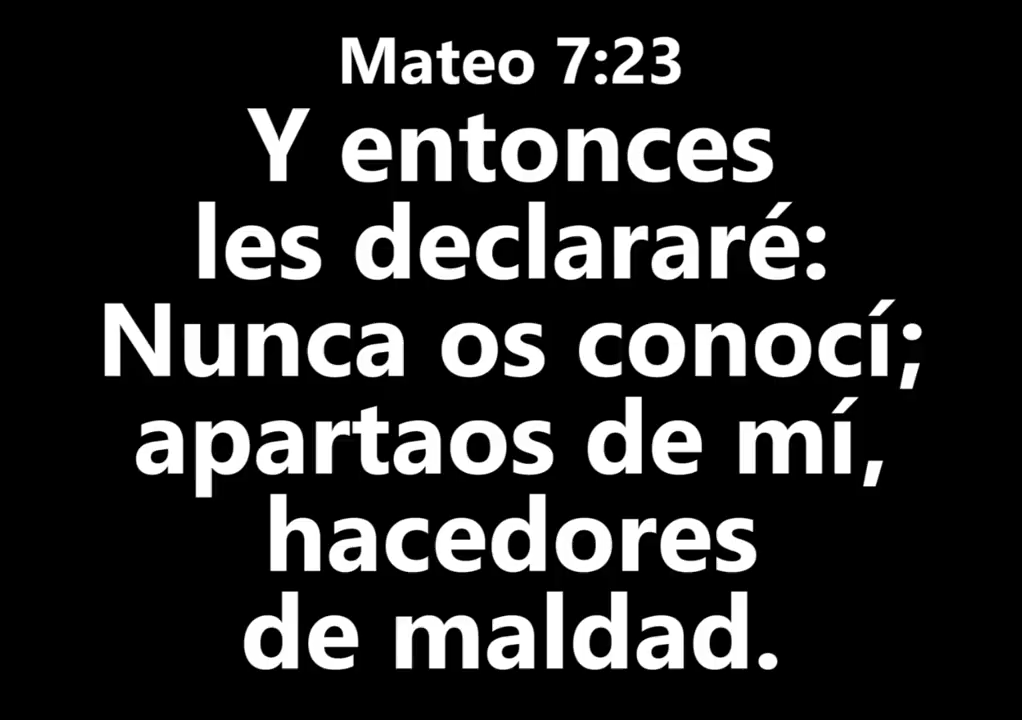 Mateo 7:23
Y entonces
les declararé:
Nunca os conocí;
apartaos de mí,
hacedores
de maldad.